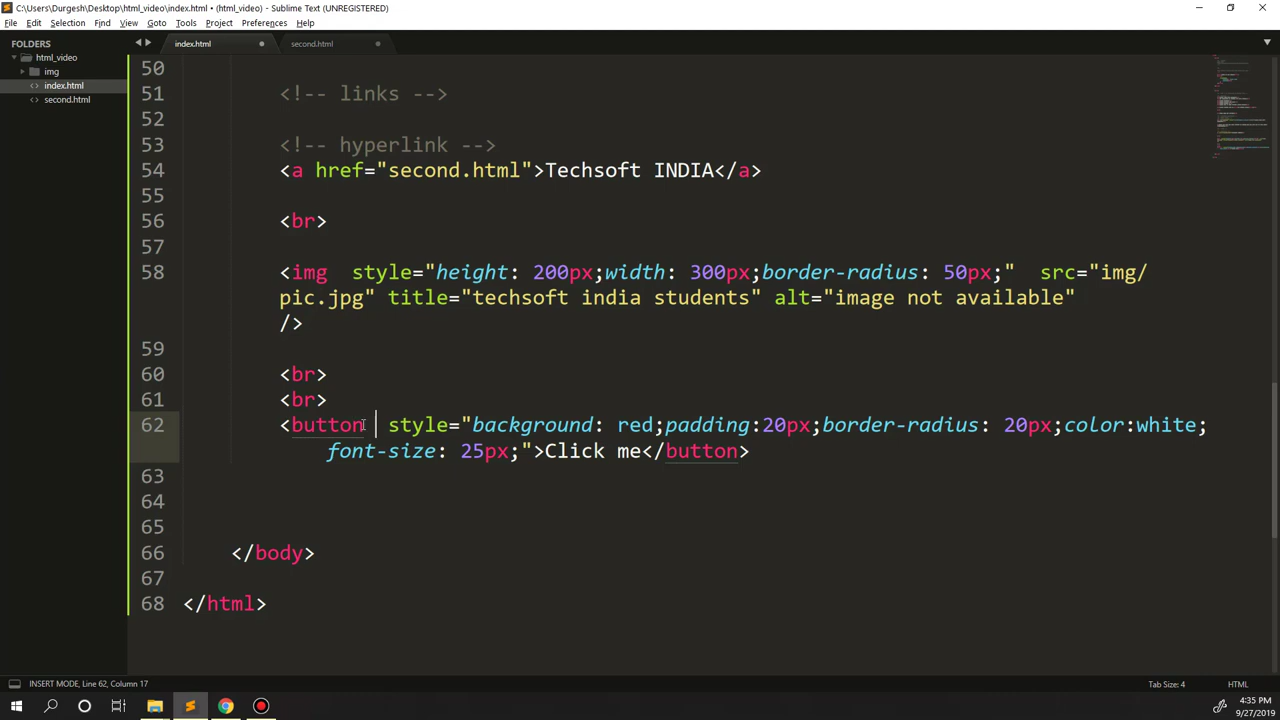 C:\Users\Durgesh\Desktop\html_video\index.html • (html_video) - Sublime Text (UNREGISTERED)
File Edit Selection Find View Goto Tools Project Preferences Help
FOLDERS
html_video
img
index.html
second.html
index.html second.html
50
51 <!-- links -->
52
53 <!-- hyperlink -->
54 <a href="second.html">Techsoft INDIA</a>
55
56 <br>
57
58 <img  style="height: 200px;width: 300px;border-radius: 50px;"  src="img/
pic.jpg" title="techsoft india students" alt="image not available"
/>
59
60 <br>
61 <br>
62 <button  style="background: red;padding:20px;border-radius: 20px;color:white;
font-size: 25px;">Click me</button>
63
64
65
66 </body>
67
68 </html>
INSERT MODE, Line 62, Column 17
Tab Size: 4
HTML
4:35 PM
9/27/2019